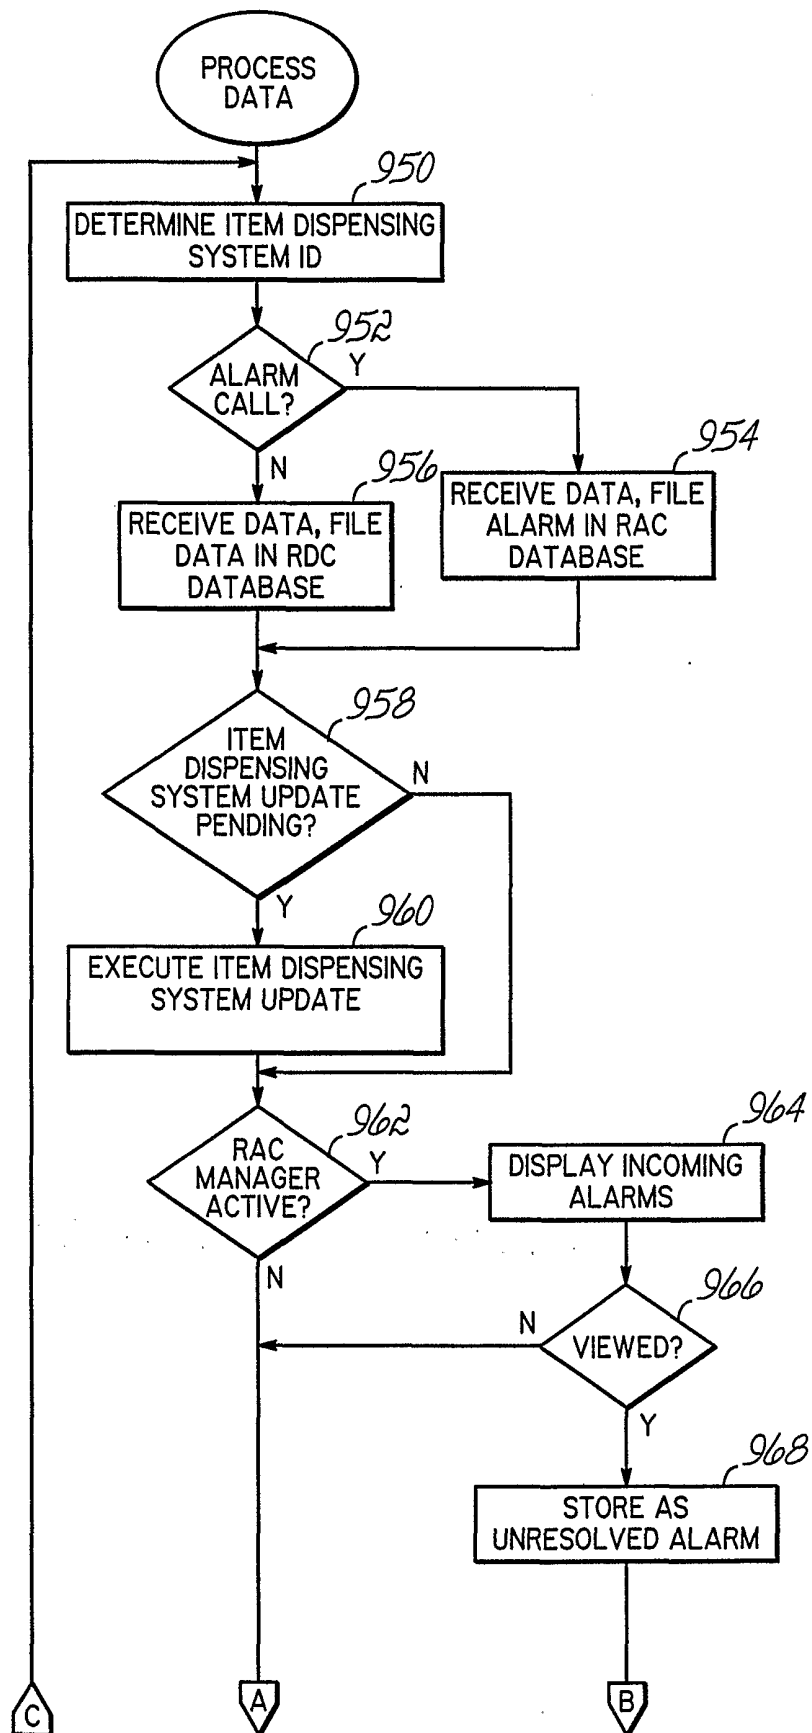 PROCESS
DATA
950
DETERMINE ITEM DISPENSING
SYSTEM ID
952
ALARM
CALL?
Y
N
954
RECEIVE DATA, FILE
ALARM IN RAC
DATABASE
956
RECEIVE DATA, FILE
DATA IN RDC
DATABASE
958
ITEM
DISPENSING
SYSTEM UPDATE
PENDING?
N
Y
960
EXECUTE ITEM DISPENSING
SYSTEM UPDATE
962
RAC
MANAGER
ACTIVE?
Y
N
964
DISPLAY INCOMING
ALARMS
966
VIEWED?
N
Y
968
STORE AS
UNRESOLVED ALARM
C
A
B